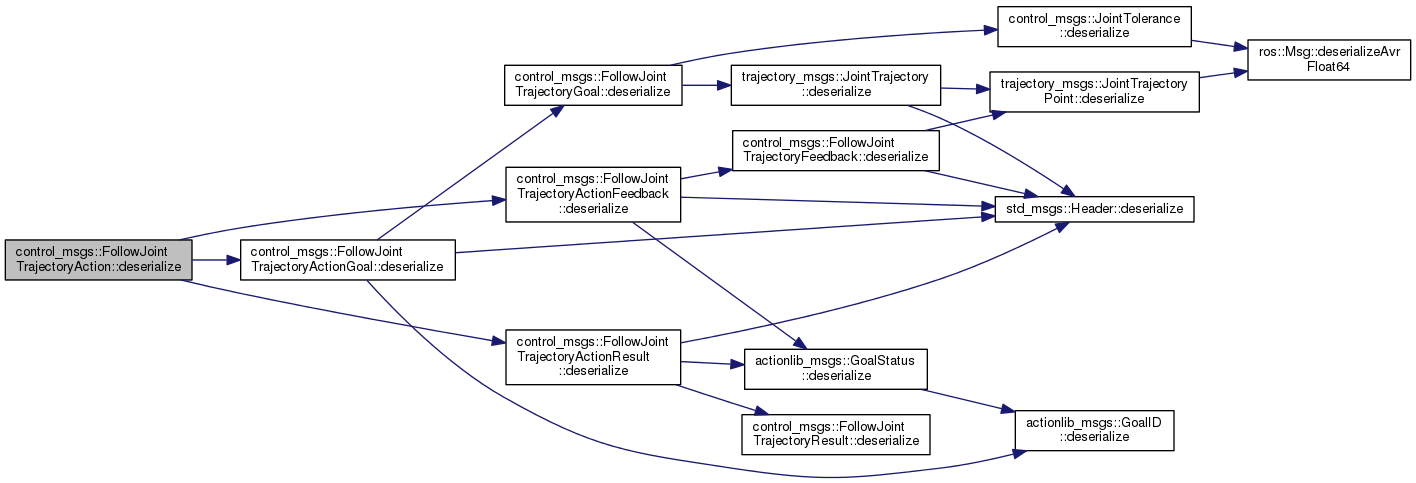 control_msgs::FollowJoint
TrajectoryAction::deserialize
control_msgs::FollowJoint
TrajectoryActionGoal::deserialize
control_msgs::FollowJoint
TrajectoryGoal::deserialize
control_msgs::FollowJoint
TrajectoryActionFeedback
::deserialize
control_msgs::FollowJoint
TrajectoryActionResult
::deserialize
trajectory_msgs::JointTrajectory
::deserialize
control_msgs::FollowJoint
TrajectoryFeedback::deserialize
actionlib_msgs::GoalStatus
::deserialize
control_msgs::FollowJoint
TrajectoryResult::deserialize
control_msgs::JointTolerance
::deserialize
trajectory_msgs::JointTrajectory
Point::deserialize
std_msgs::Header::deserialize
actionlib_msgs::GoalID
::deserialize
ros::Msg::deserializeAvr
Float64